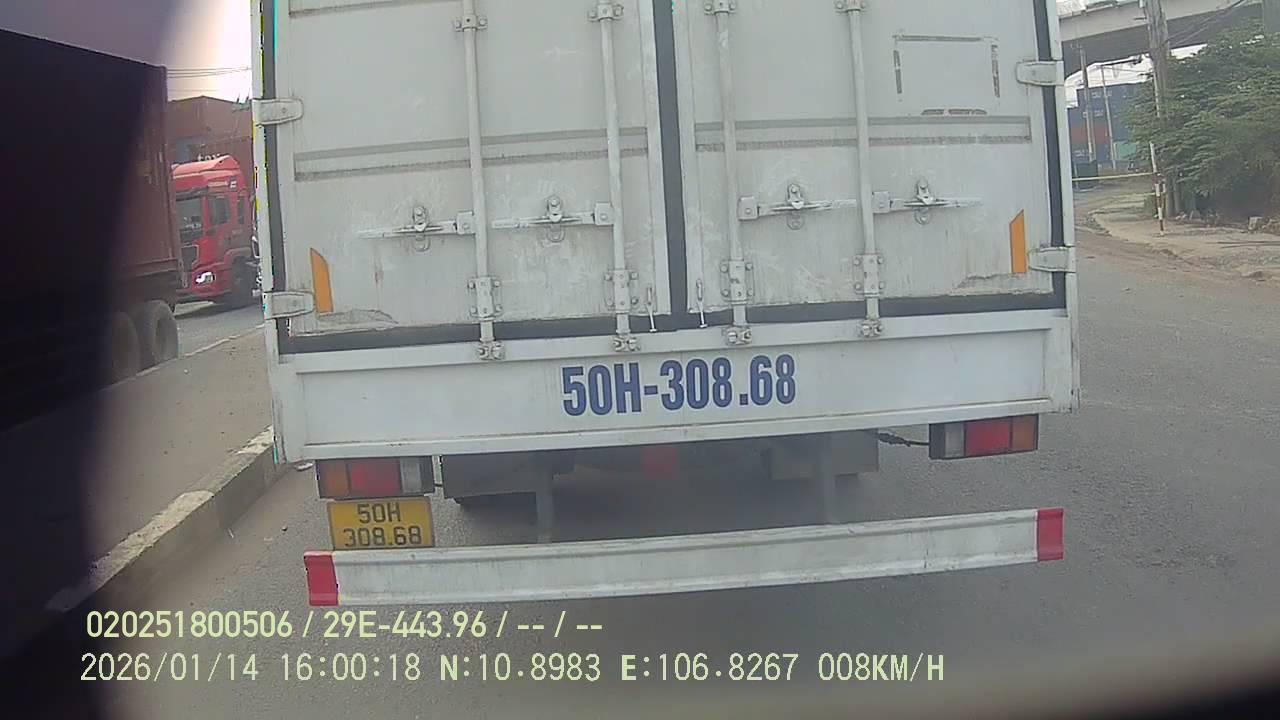 50H-308.68
50H
308.68
020251800506 / 29E-443.96 / -- / --
2026/01/14 16:00:18 N:10.8983 E:106.8267 008KM/H